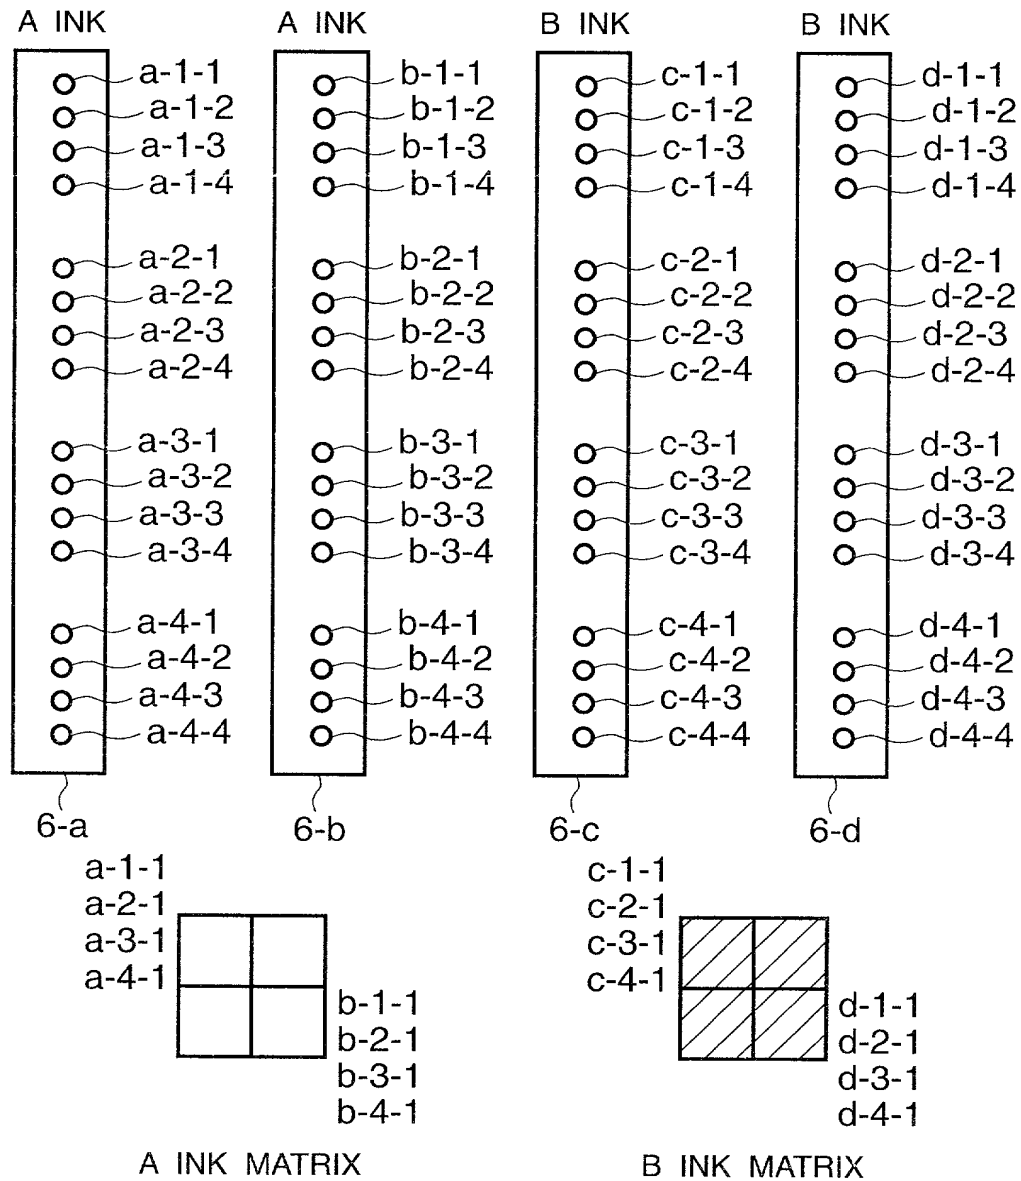 A INK
A INK
B INK
B INK
a-1-1
a-1-2
a-1-3
a-1-4
a-2-1
a-2-2
a-2-3
a-2-4
a-3-1
a-3-2
a-3-3
a-3-4
a-4-1
a-4-2
a-4-3
a-4-4
6-a
b-1-1
b-1-2
b-1-3
b-1-4
b-2-1
b-2-2
b-2-3
b-2-4
b-3-1
b-3-2
b-3-3
b-3-4
b-4-1
b-4-2
b-4-3
b-4-4
6-b
c-1-1
c-1-2
c-1-3
c-1-4
c-2-1
c-2-2
c-2-3
c-2-4
c-3-1
c-3-2
c-3-3
c-3-4
c-4-1
c-4-2
c-4-3
c-4-4
6-c
d-1-1
d-1-2
d-1-3
d-1-4
d-2-1
d-2-2
d-2-3
d-2-4
d-3-1
d-3-2
d-3-3
d-3-4
d-4-1
d-4-2
d-4-3
d-4-4
6-d
a-1-1
a-2-1
a-3-1
a-4-1
b-1-1
b-2-1
b-3-1
b-4-1
A INK MATRIX
c-1-1
c-2-1
c-3-1
c-4-1
d-1-1
d-2-1
d-3-1
d-4-1
B INK MATRIX